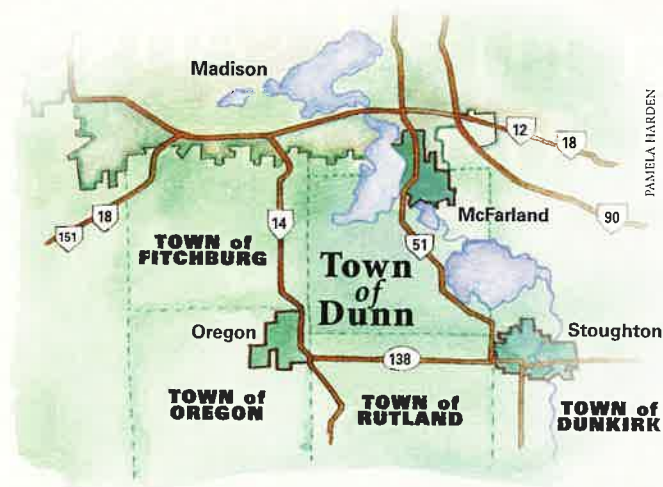 Madison
PAMELA HARDEN
12
18
McFarland
90
18
151
14
51
TOWN of
FITCHBURG
Town
of
Dunn
Oregon
Stoughton
138
TOWN of
OREGON
TOWN of
RUTLAND
TOWN of
DUNKIRK